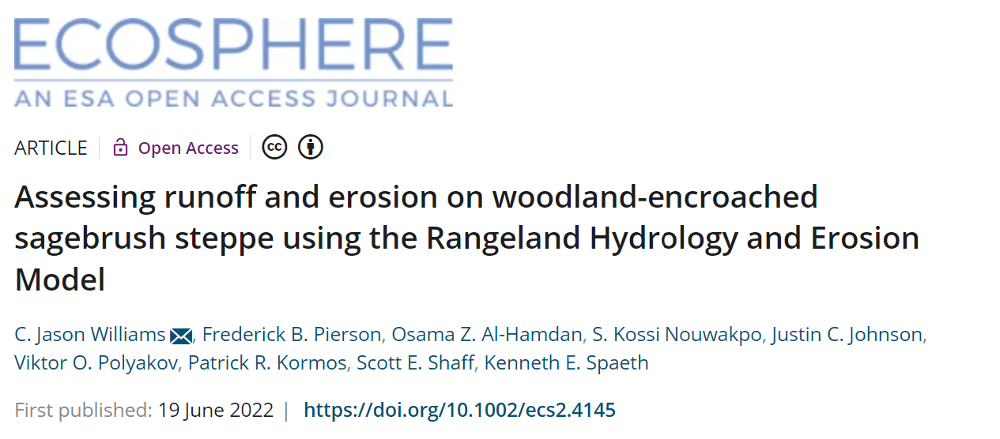 ECOSPHERE
AN ESA OPEN ACCESS JOURNAL
ARTICLE Open Access cc
Assessing runoff and erosion on woodland-encroached
sagebrush steppe using the Rangeland Hydrology and Erosion
Model
C. Jason Williams, Frederick B. Pierson, Osama Z. Al-Hamdan, S. Kossi Nouwakpo, Justin C. Johnson,
Viktor O. Polyakov, Patrick R. Kormos, Scott E. Shaff, Kenneth E. Spaeth
First published: 19 June 2022 | https://doi.org/10.1002/ecs2.4145